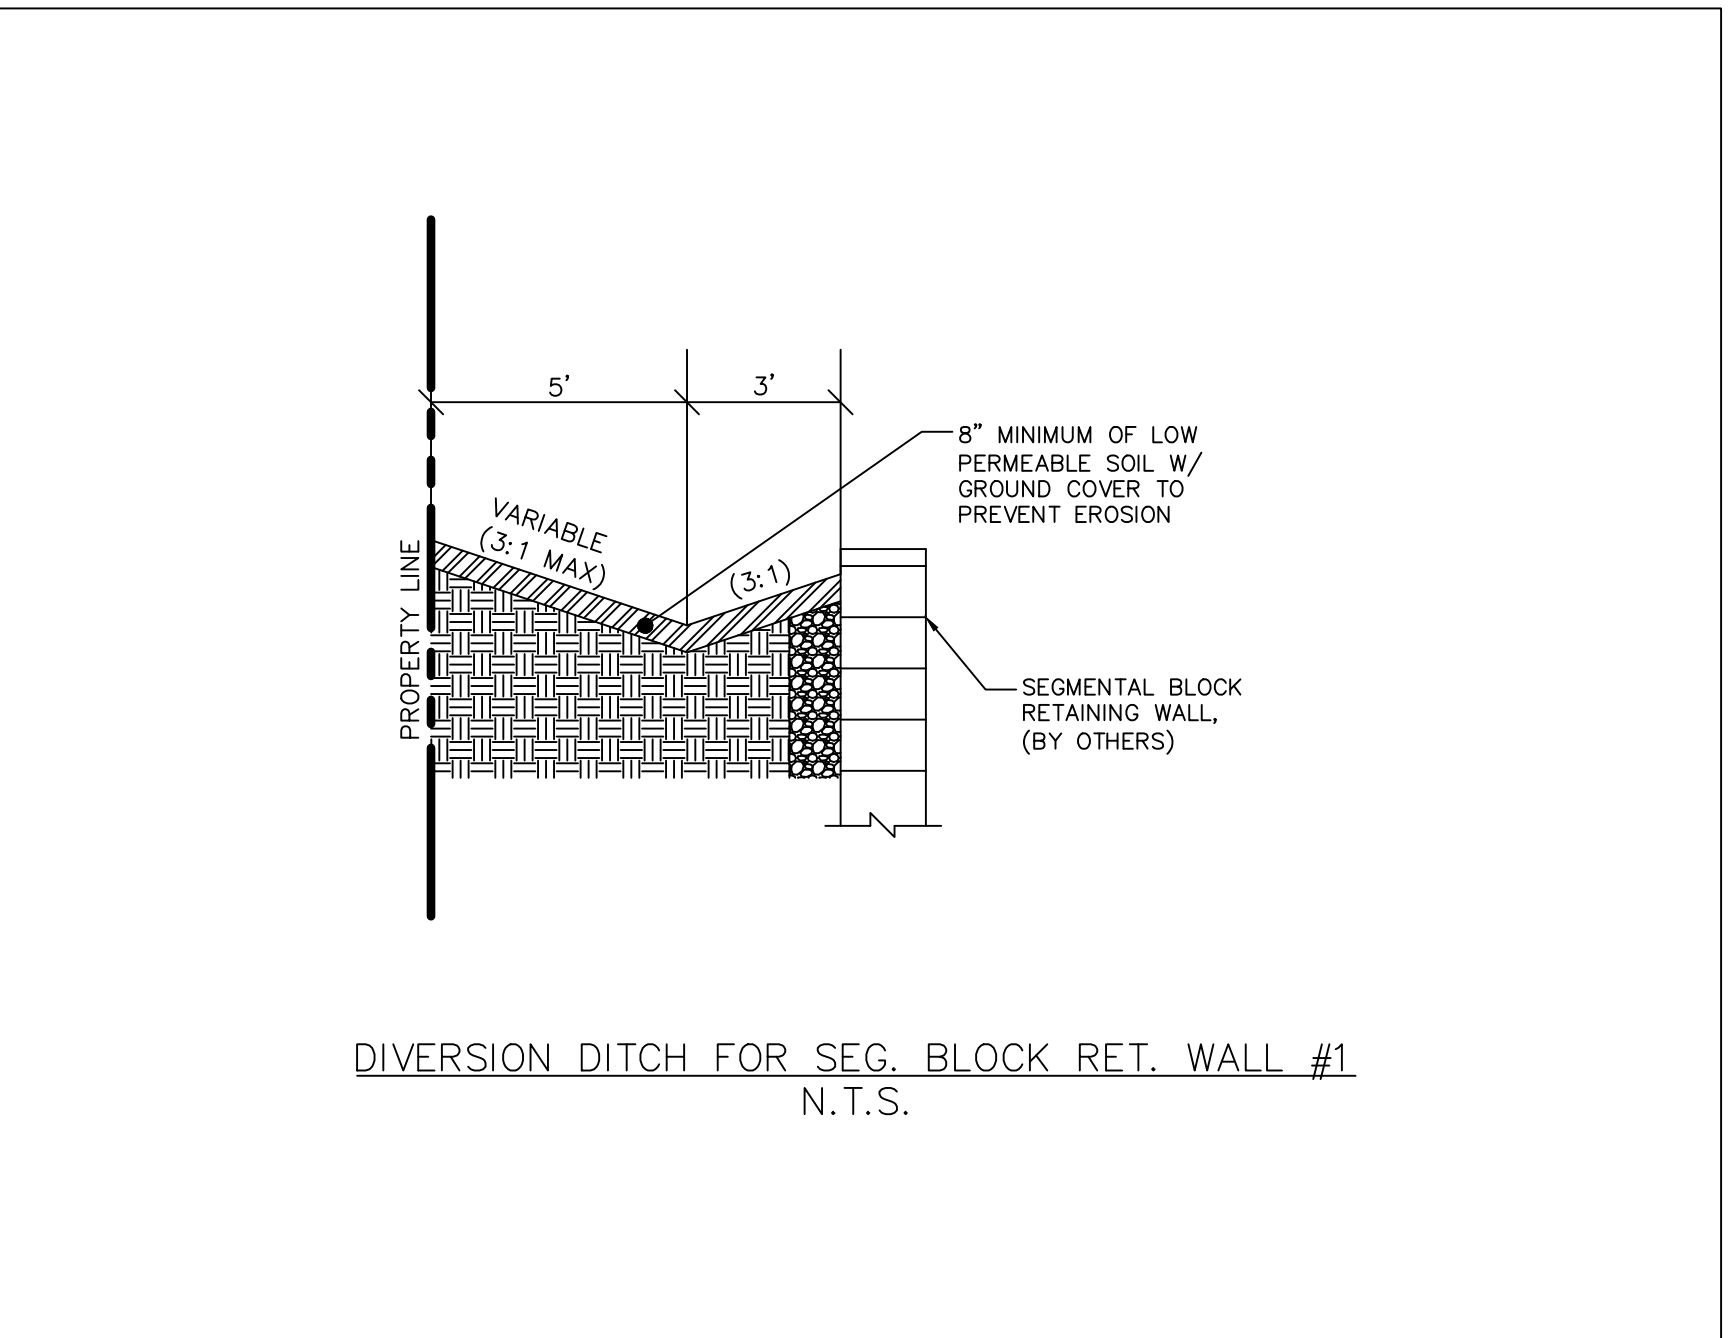 5’
3’
8” MINIMUM OF LOW
PERMEABLE SOIL W/
GROUND COVER TO
PREVENT EROSION
VARIABLE
(3:1 MAX)
(3:1)
PROPERTY LINE
SEGMENTAL BLOCK
RETAINING WALL,
(BY OTHERS)
DIVERSION DITCH FOR SEG. BLOCK RET. WALL #1
N.T.S.